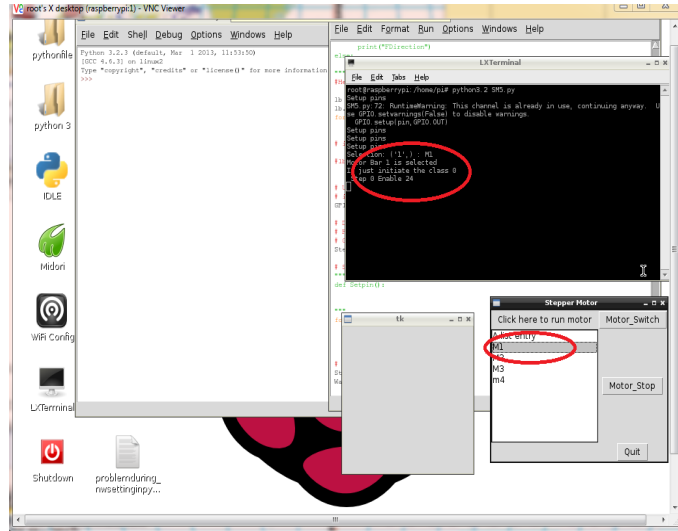 root's X desktop (raspberrypi:1) - VNC Viewer
File Edit Shell Debug Options Windows Help
Python 3.2.3 (default, Mar 1 2013, 11:53:50)
[GCC 4.6.3] on linux2
Type "copyright", "credits" or "license()" for more information
>>>
File Edit Format Run Options Windows Help
print("FDirection")
LXTerminal
File Edit Tabs Help
root@raspberrypi:/home/pi# python3.2 SM5.py
Setup pins
SM5.py:72: RuntimeWarning: This channel is already in use, continuing anyway. U
se GPIO.setwarnings(False) to disable warnings.
GPIO.setup(pin,GPIO.OUT)
Setup pins
Setup pins
Setup pins
Selection: ('1',) : M1
Motor Bar 1 is selected
I just initiate the class 0
Step 0 Enable 24
def Setpin():
pythonfile
python 3
IDLE
Midori
WiFi Config
LXTerminal
Shutdown
problemduring_
nwsettinginpy...
tk
Stepper Motor
Click here to run motor Motor_Switch
A list entry
M1
M2
M3
m4
Motor_Stop
Quit